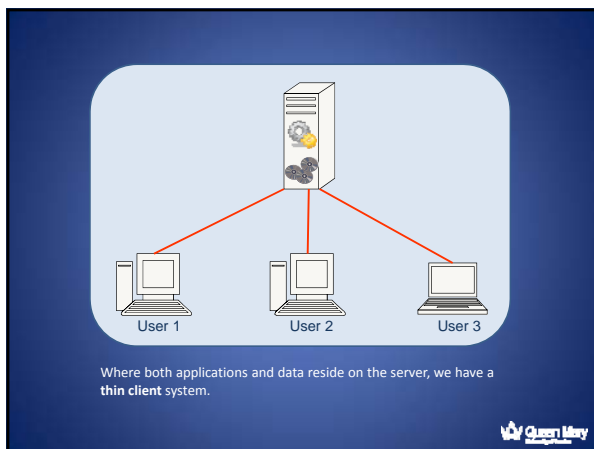 User 1
User 2
User 3
Where both applications and data reside on the server, we have a
thin client system.
Queen Mary